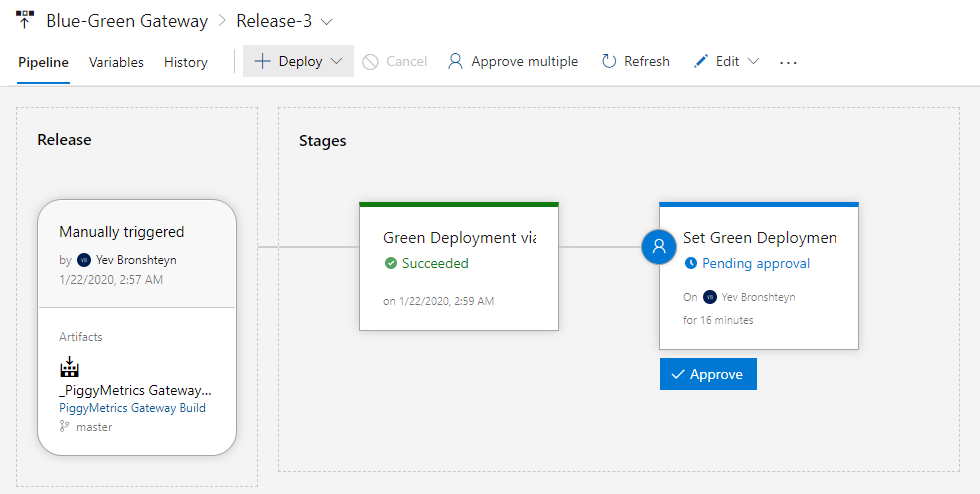 Blue-Green Gateway > Release-3
Pipeline Variables History + Deploy Cancel Approve multiple Refresh Edit ...
Release
Stages
Manually triggered
by Yev Bronshteyn
1/22/2020, 2:57 AM
Artifacts
_PiggyMetrics Gateway...
PiggyMetrics Gateway Build
master
Green Deployment via
Succeeded
on 1/22/2020, 2:59 AM
Set Green Deploymen
Pending approval
On Yev Bronshteyn
for 16 minutes
Approve